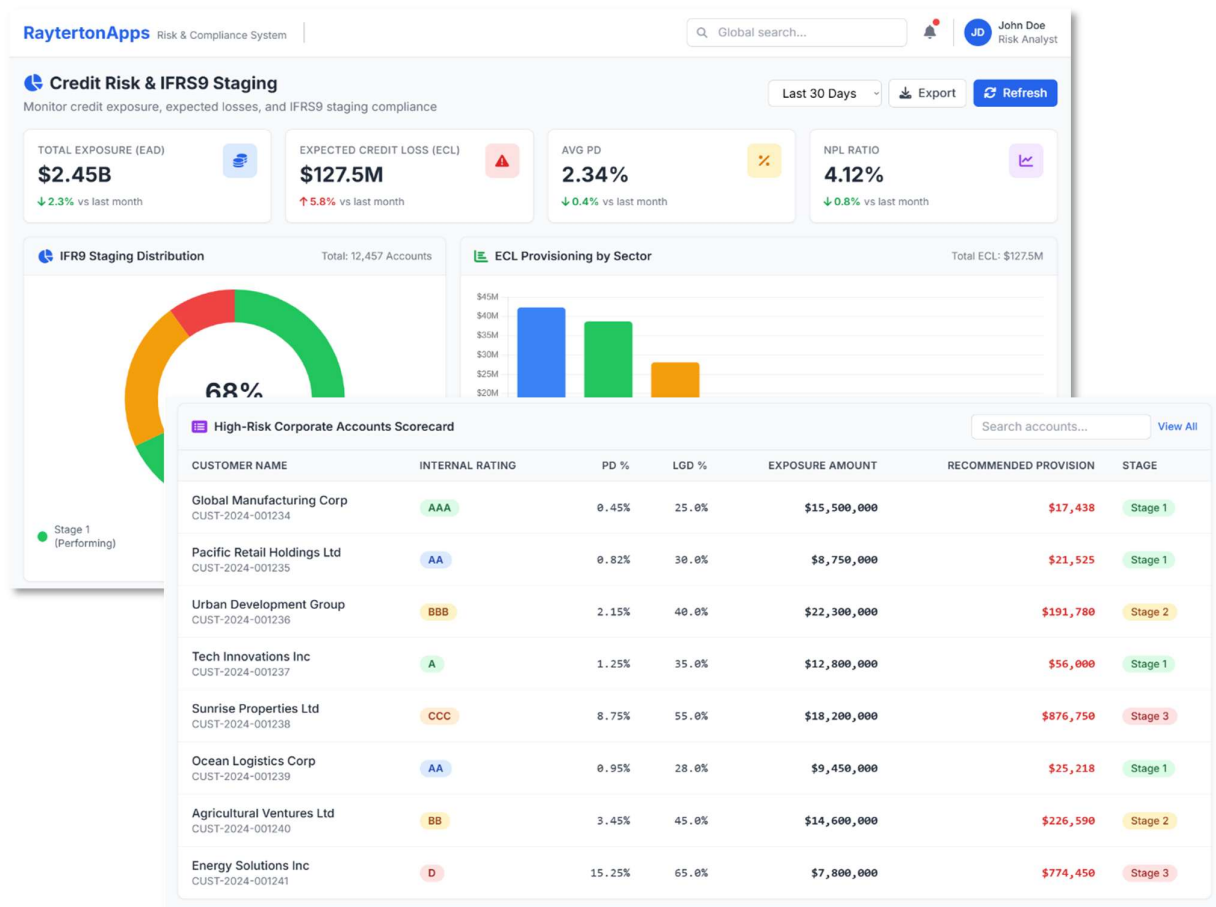 RaytertonApps Risk & Compliance System
Global search...
JD
John Doe
Risk Analyst
Credit Risk & IFRS9 Staging
Monitor credit exposure, expected losses, and IFRS9 staging compliance
Last 30 Days
Export
Refresh
TOTAL EXPOSURE (EAD)
$2.45B
↓2.3% vs last month
EXPECTED CREDIT LOSS (ECL)
$127.5M
↑5.8% vs last month
AVG PD
2.34%
↓0.4% vs last month
%
NPL RATIO
4.12%
↓0.8% vs last month
IFR9 Staging Distribution
Total: 12,457 Accounts
68%
Stage 1
(Performing)
ECL Provisioning by Sector
Total ECL: $127.5M
$45M
$40M
$35M
$30M
$25M
$20M
High-Risk Corporate Accounts Scorecard
Search accounts...
View All
CUSTOMER NAME INTERNAL RATING PD % LGD % EXPOSURE AMOUNT RECOMMENDED PROVISION STAGE
Global Manufacturing Corp
CUST-2024-001234
AAA 0.45% 25.0% $15,500,000 $17,438 Stage 1
Pacific Retail Holdings Ltd
CUST-2024-001235
AA 0.82% 30.0% $8,750,000 $21,525 Stage 1
Urban Development Group
CUST-2024-001236
BBB 2.15% 40.0% $22,300,000 $191,780 Stage 2
Tech Innovations Inc
CUST-2024-001237
A 1.25% 35.0% $12,800,000 $56,000 Stage 1
Sunrise Properties Ltd
CUST-2024-001238
CCC 8.75% 55.0% $18,200,000 $876,750 Stage 3
Ocean Logistics Corp
CUST-2024-001239
AA 0.95% 28.0% $9,450,000 $25,218 Stage 1
Agricultural Ventures Ltd
CUST-2024-001240
BB 3.45% 45.0% $14,600,000 $226,590 Stage 2
Energy Solutions Inc
CUST-2024-001241
D 15.25% 65.0% $7,800,000 $774,450 Stage 3